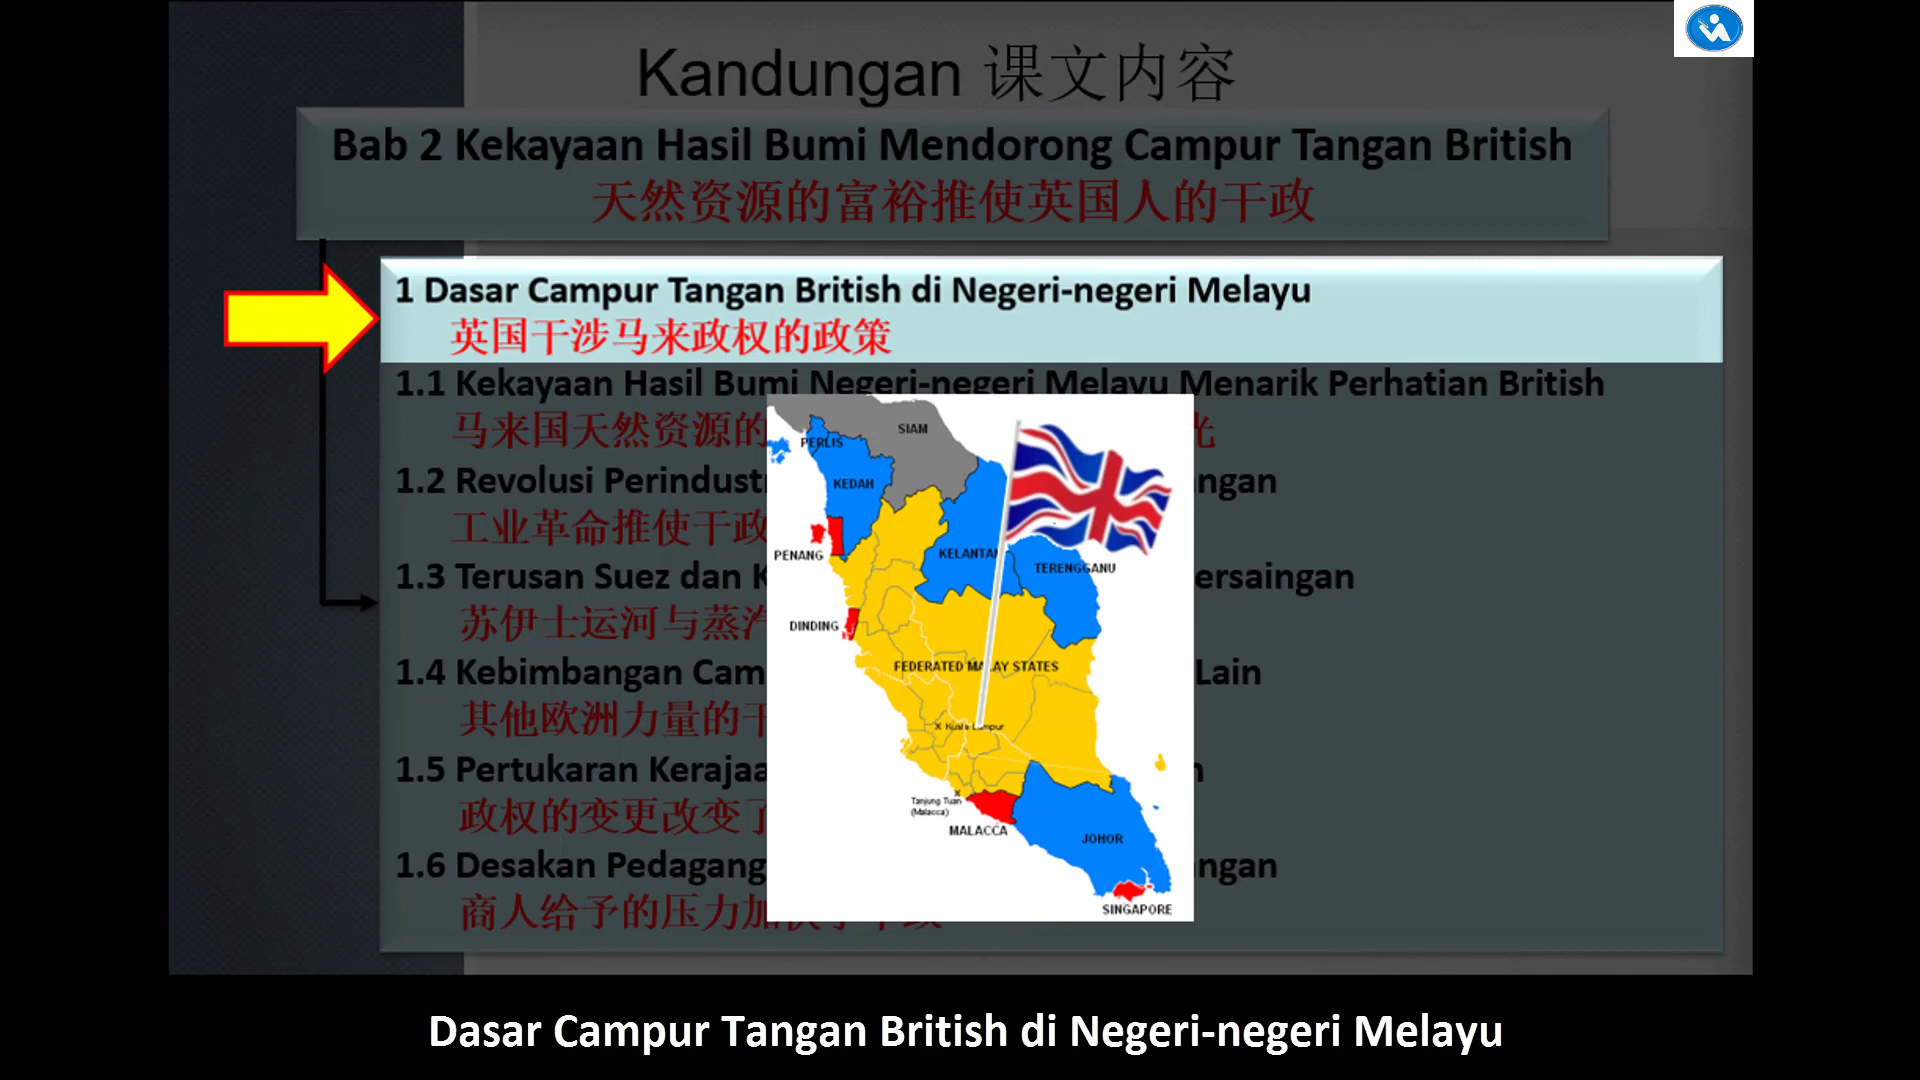 Kandungan 课文内容
Bab 2 Kekayaan Hasil Bumi Mendorong Campur Tangan British
天然资源的富裕推使英国人的干政
1 Dasar Campur Tangan British di Negeri-negeri Melayu
英国干涉马来政权的政策
1.1 Kekayaan Hasil Bumi Negeri-negeri Melayu Menarik Perhatian British
马来国天然资源的
1.2 Revolusi
工业革命推使干政
1.3 Terusan Suez dan
ersaingan
苏伊士运河与蒸汽
1.4 Kebimbangan
Lain
其他欧洲力量的干
1.5 Pertukaran
政权的变更改变了
1.6 Desakan Pedagang
商人给予的压力加
SIAM
PERLIS
KEDAH
PENANG
KELANTAN
TERENGGANU
DINDING
FEDERATED MALAY STATES
Kuala Lumpur
Tanjung Tuan
(Malacca)
MALACCA
JOHOR
SINGAPORE
Dasar Campur Tangan British di Negeri-negeri Melayu